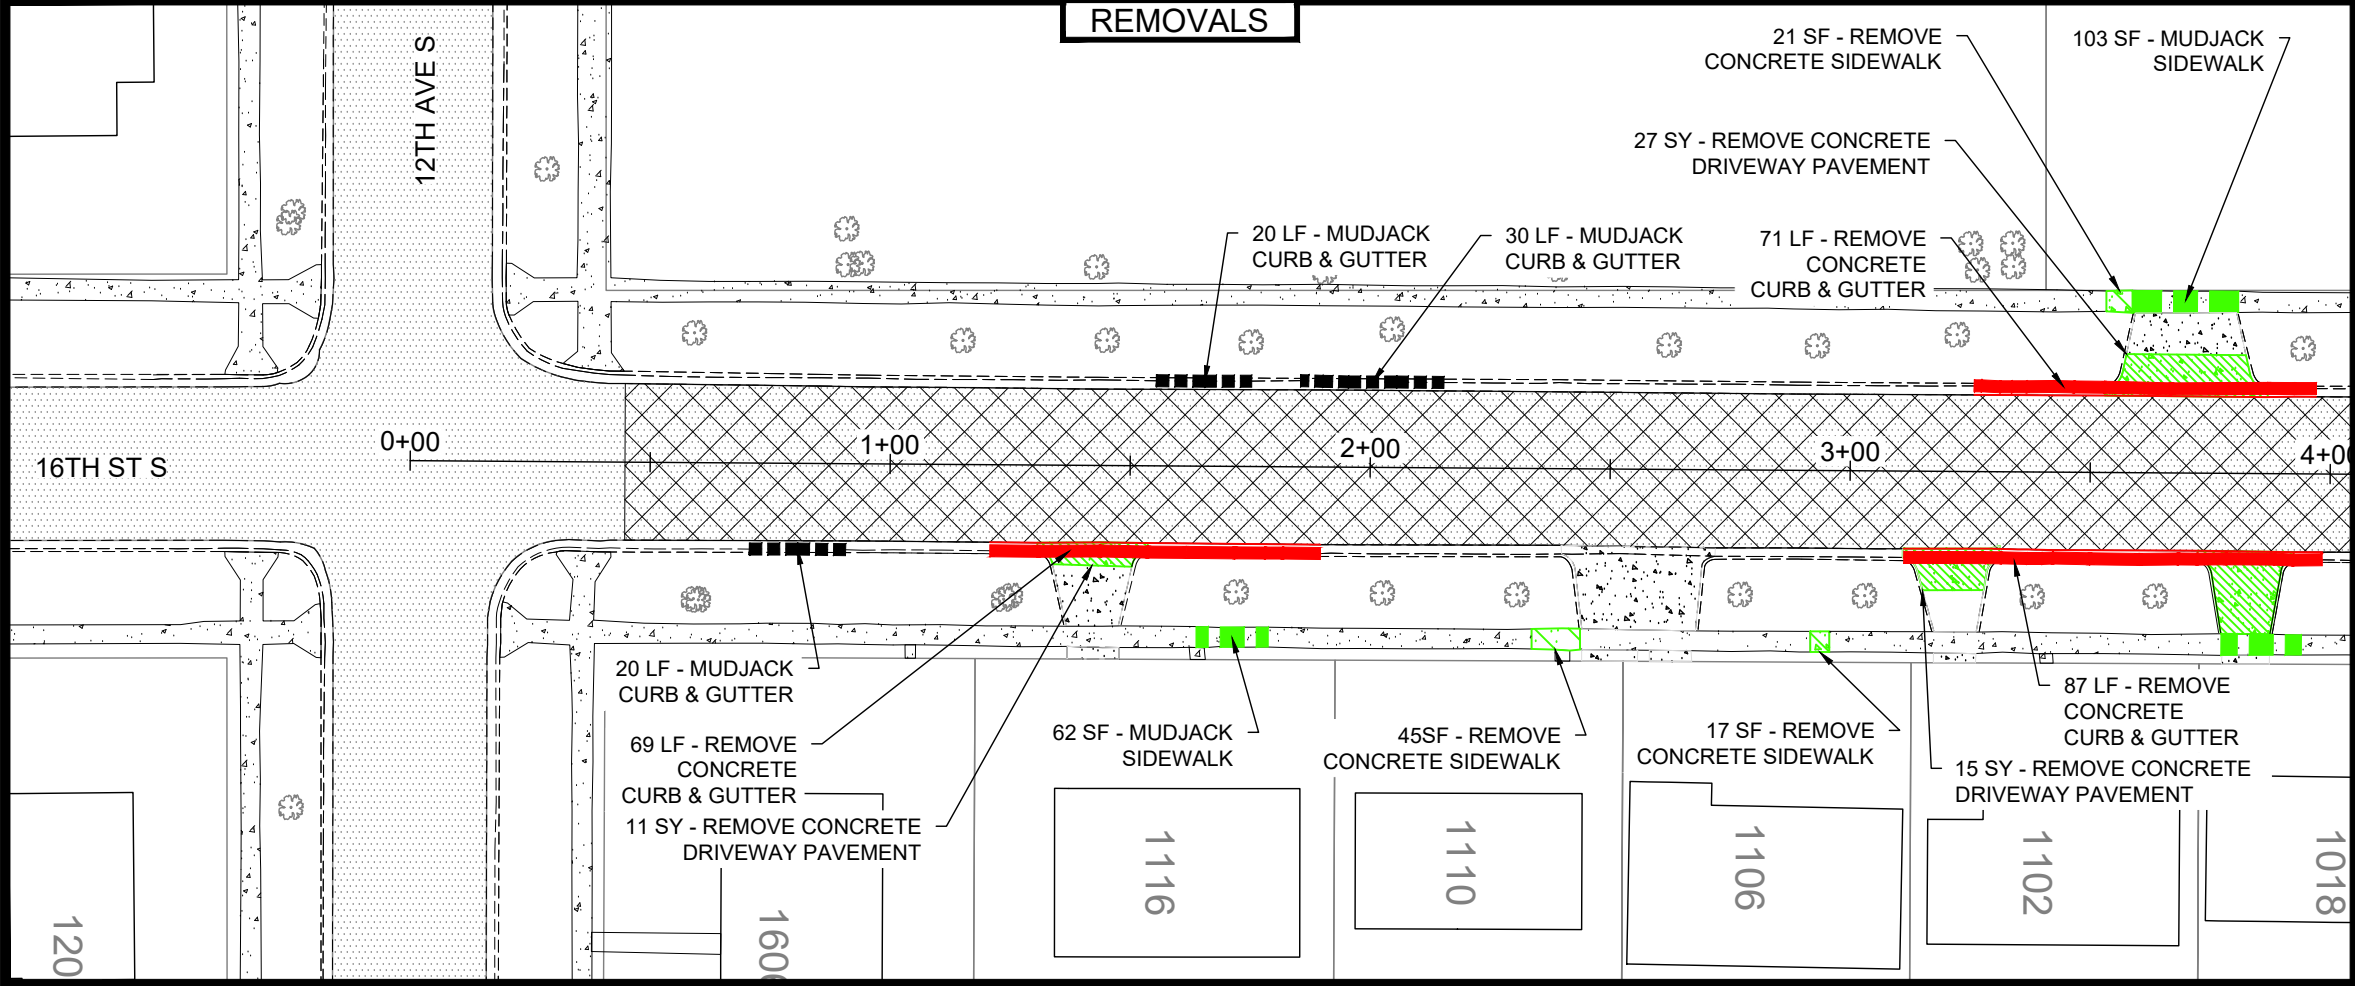 REMOVALS
21 SF - REMOVE
CONCRETE SIDEWALK
103 SF - MUDJACK
SIDEWALK
12TH AVE S
27 SY - REMOVE CONCRETE
DRIVEWAY PAVEMENT
20 LF - MUDJACK
CURB & GUTTER
30 LF - MUDJACK
CURB & GUTTER
71 LF - REMOVE
CONCRETE
CURB & GUTTER
0+00
1+00
2+00
3+00
4+00
16TH ST S
20 LF - MUDJACK
CURB & GUTTER
69 LF - REMOVE
CONCRETE
CURB & GUTTER
11 SY - REMOVE CONCRETE
DRIVEWAY PAVEMENT
62 SF - MUDJACK
SIDEWALK
45SF - REMOVE
CONCRETE SIDEWALK
17 SF - REMOVE
CONCRETE SIDEWALK
87 LF - REMOVE
CONCRETE
CURB & GUTTER
15 SY - REMOVE CONCRETE
DRIVEWAY PAVEMENT
120
1606
1116
1110
1106
1102
1018